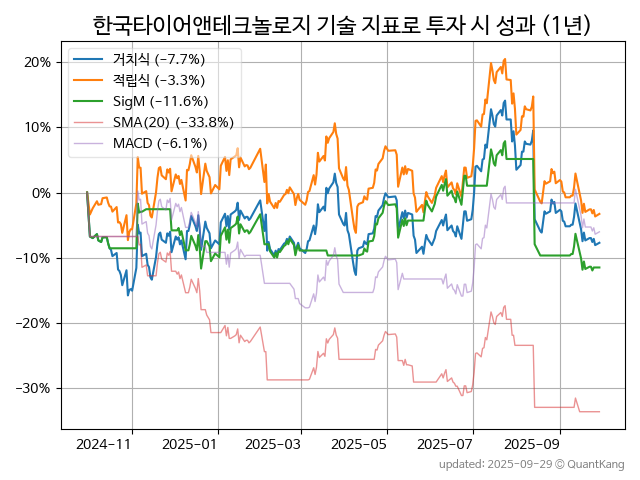 한국타이어앤테크놀로지 기술 지표로 투자 시 성과 (1년)
거치식 (−7.7%)
적립식 (−3.3%)
SigM (−11.6%)
SMA(20) (−33.8%)
MACD (−6.1%)
20%
10%
0%
−10%
−20%
−30%
2024-11 2025-01 2025-03 2025-05 2025-07 2025-09
updated: 2025-09-29 © QuantKang